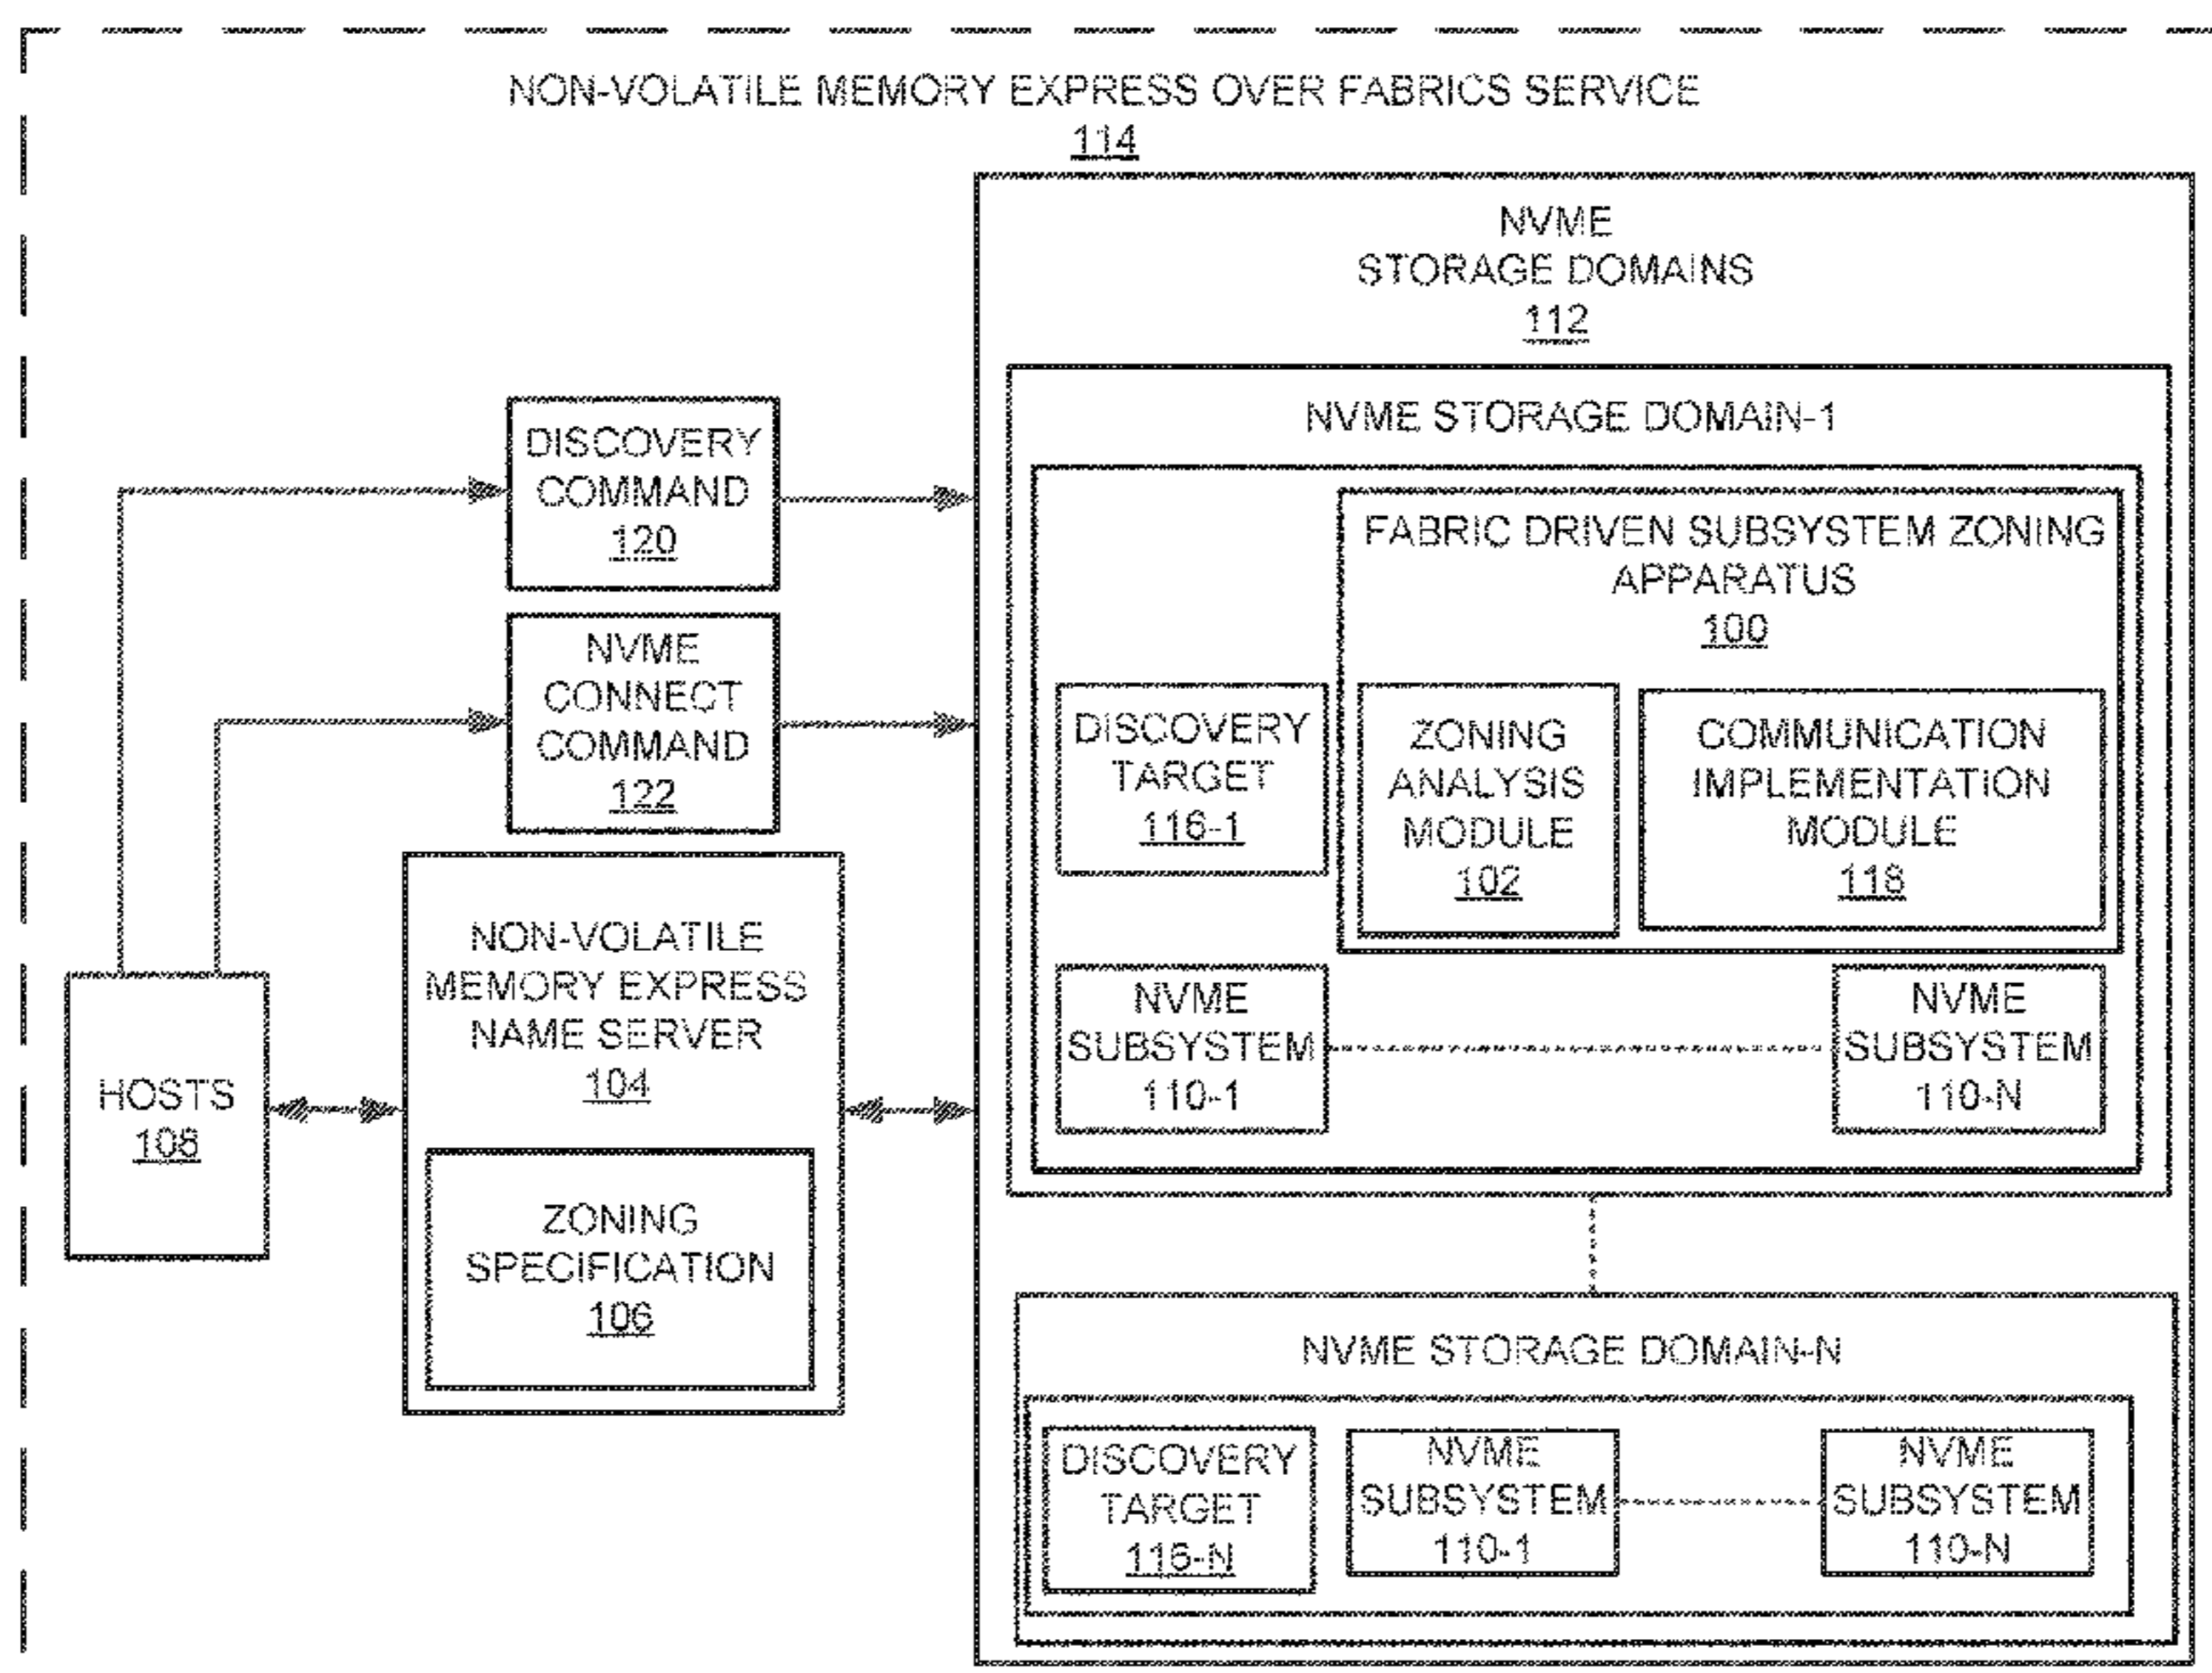 NON-VOLATILE MEMORY EXPRESS OVER FABRICS SERVICE
114
NVME
STORAGE DOMAINS
112
NVME STORAGE DOMAIN-1
DISCOVERY
COMMAND
120
FABRIC DRIVEN SUBSYSTEM ZONING
APPARATUS
100
NVME
CONNECT
COMMAND
122
DISCOVERY
TARGET
116-1
ZONING
ANALYSIS
MODULE
102
COMMUNICATION
IMPLEMENTATION
MODULE
118
NON-VOLATILE
MEMORY EXPRESS
NAME SERVER
104
NVME
SUBSYSTEM
110-1
NVME
SUBSYSTEM
110-N
HOSTS
108
ZONING
SPECIFICATION
106
NVME STORAGE DOMAIN-N
DISCOVERY
TARGET
116-N
NVME
SUBSYSTEM
110-1
NVME
SUBSYSTEM
110-N